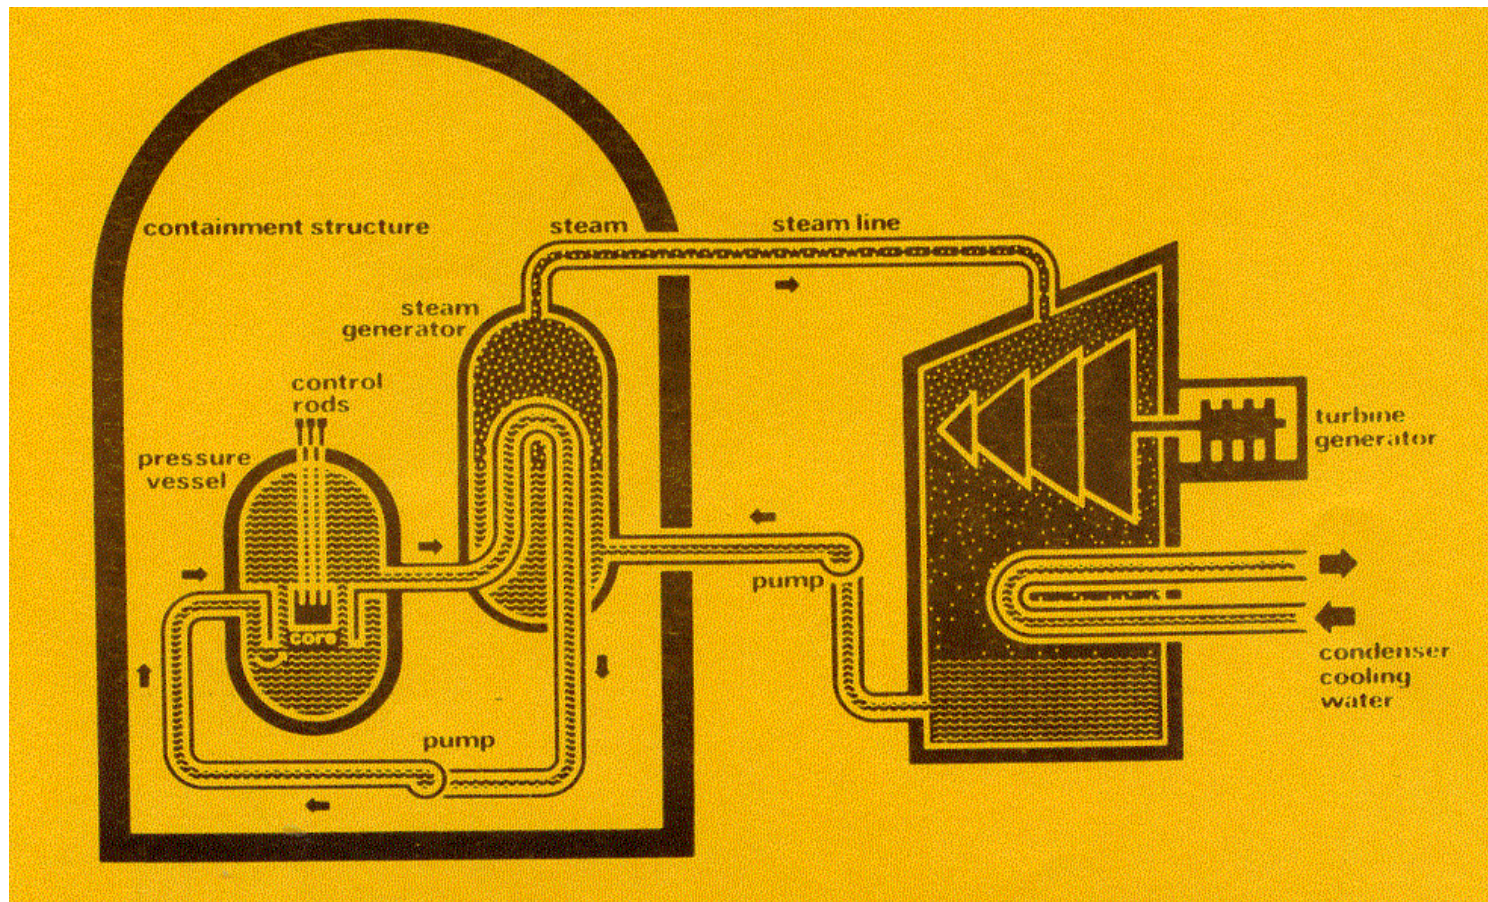 containment structure
steam
steam line
steam
generator
control
rods
pressure
vessel
core
pump
pump
turbine
generator
condenser
cooling
water